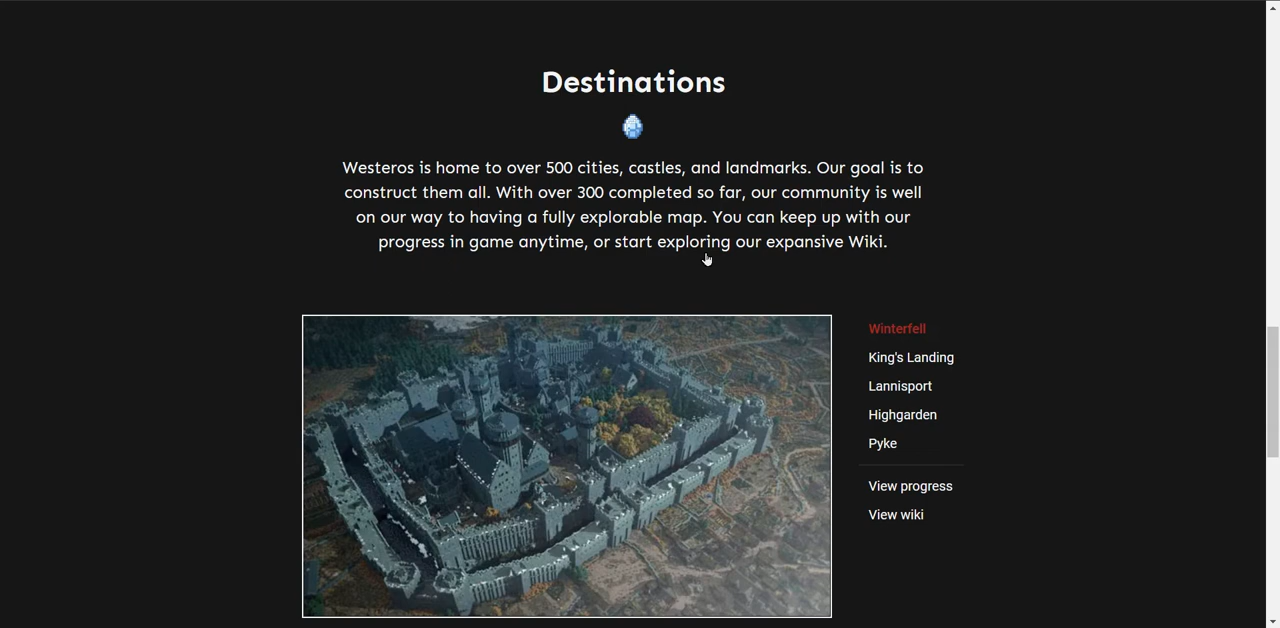 Destinations
Westeros is home to over 500 cities, castles, and landmarks. Our goal is to
construct them all. With over 300 completed so far, our community is well
on our way to having a fully explorable map. You can keep up with our
progress in game anytime, or start exploring our expansive Wiki.
Winterfell
King's Landing
Lannisport
Highgarden
Pyke
View progress
View wiki